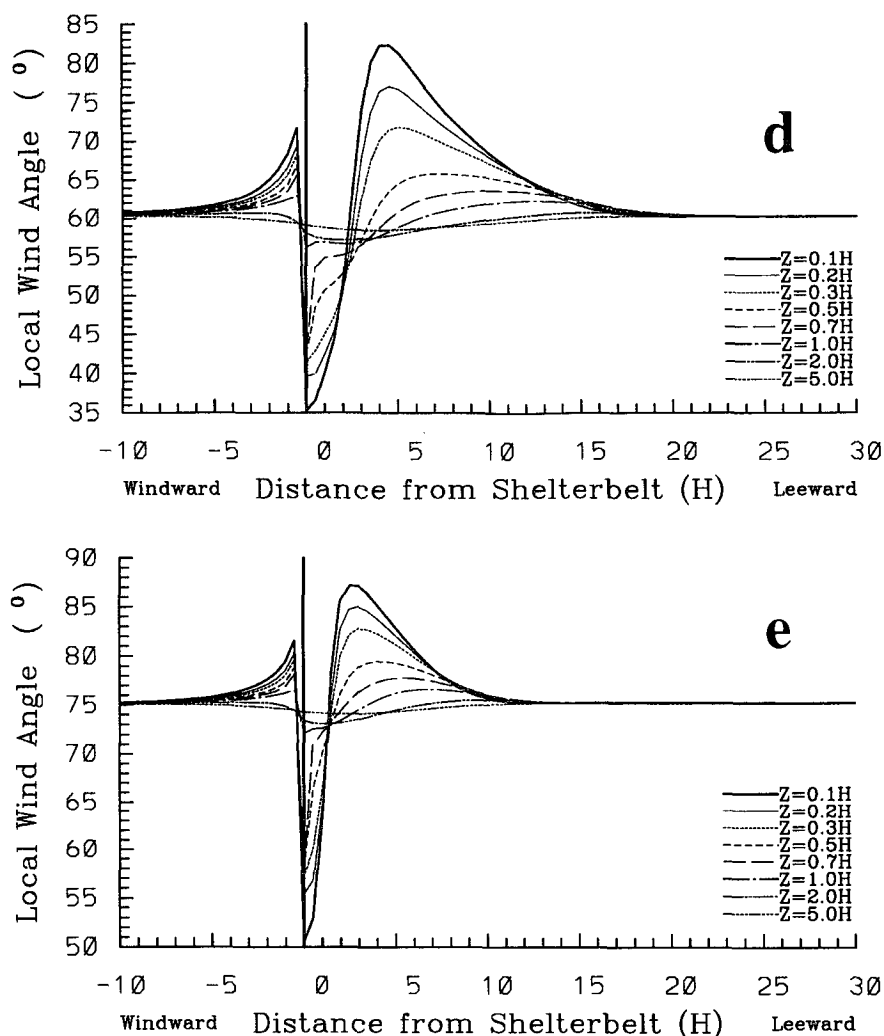 Local Wind Angle ( º )
85
80
75
70
65
60
55
50
45
40
35
d
Z=0.1H
Z=0.2H
Z=0.3H
Z=0.5H
Z=0.7H
Z=1.0H
Z=2.0H
Z=5.0H
-10 -5 0 5 10 15 20 25 30
Windward Distance from Shelterbelt (H) Leeward
Local Wind Angle ( º )
90
85
80
75
70
65
60
55
50
e
Z=0.1H
Z=0.2H
Z=0.3H
Z=0.5H
Z=0.7H
Z=1.0H
Z=2.0H
Z=5.0H
-10 -5 0 5 10 15 20 25 30
Windward Distance from Shelterbelt (H) Leeward